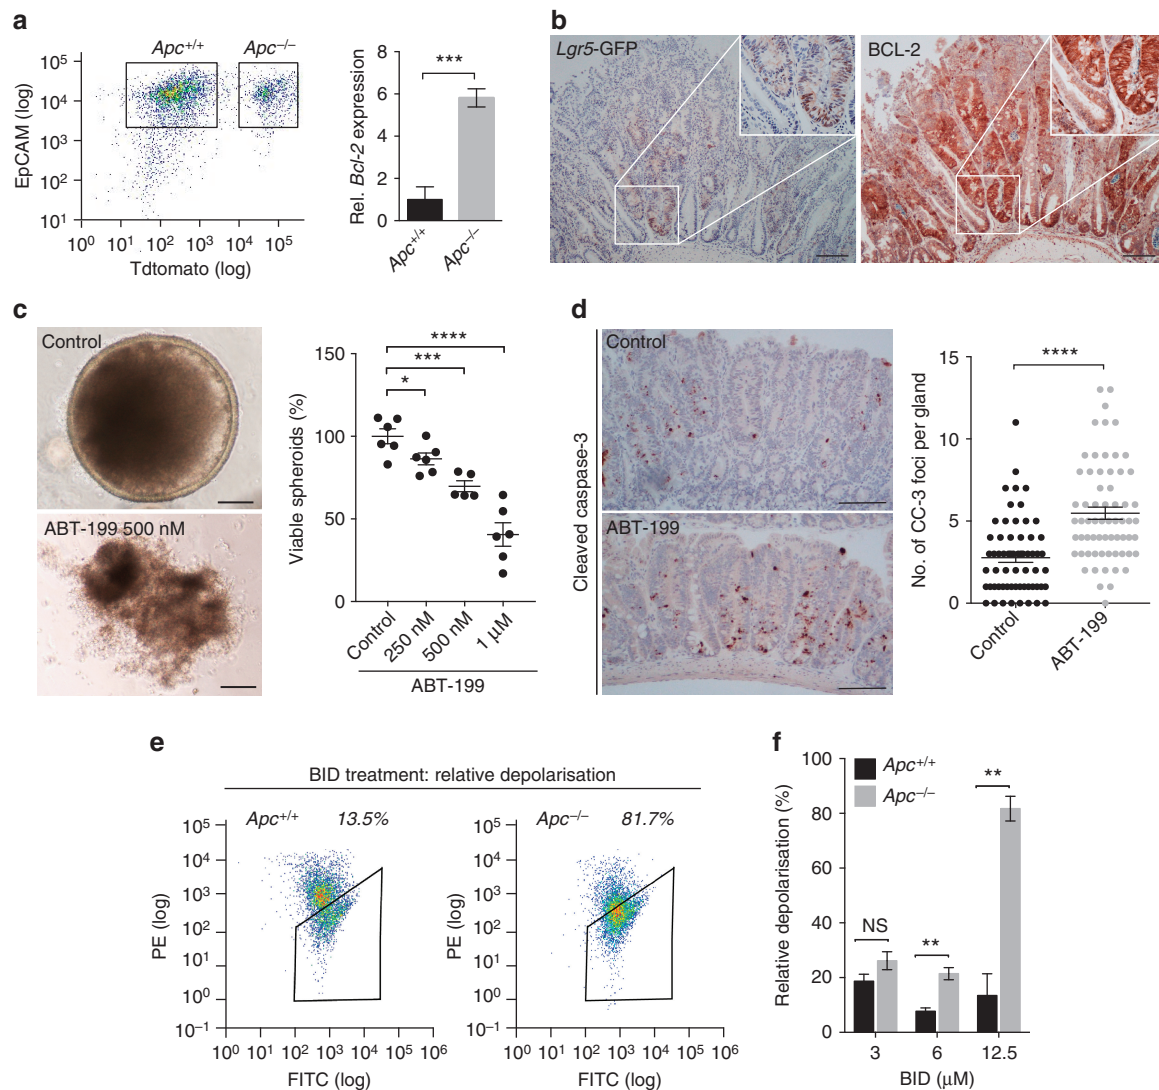 a
Apc+/+
Apc–/–
EpCAM (log)
10⁵
10⁴
10³
10²
10¹
10⁰ 10¹ 10² 10³ 10⁴ 10⁵
Tdtomato (log)
Rel. Bcl-2 expression
8
6
4
2
0
***
Apc+/+
Apc–/–
b
Lgr5-GFP
BCL-2
c
Control
ABT-199 500 nM
Viable spheroids (%)
150
100
50
0
****
***
*
Control
250 nM
500 nM
1 μM
ABT-199
d
Cleaved caspase-3
Control
ABT-199
No. of CC-3 foci per gland
15
10
5
0
****
Control
ABT-199
e
BID treatment: relative depolarisation
Apc+/+ 13.5%
PE (log)
10⁵
10⁴
10³
10²
10¹
10⁰
10–¹
10⁰ 10¹ 10² 10³ 10⁴ 10⁵ 10⁶
FITC (log)
Apc–/– 81.7%
PE (log)
10⁵
10⁴
10³
10²
10¹
10⁰
10–¹
10⁰ 10¹ 10² 10³ 10⁴ 10⁵ 10⁶
FITC (log)
f
Relative depolarisation (%)
100
80
60
40
20
0
Apc+/+
Apc–/–
NS
**
**
3 6 12.5
BID (μM)